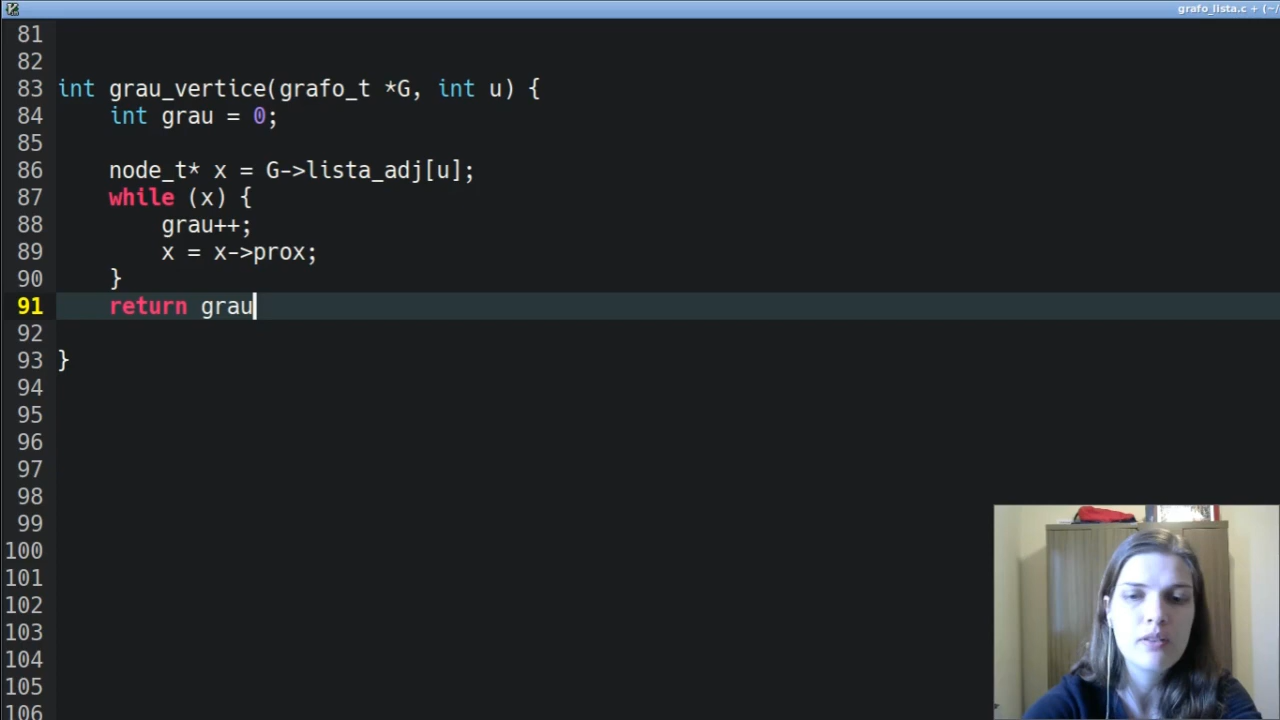 grafo_lista.c + (~/
81
82
83 int grau_vertice(grafo_t *G, int u) {
84 int grau = 0;
85
86 node_t* x = G->lista_adj[u];
87 while (x) {
88 grau++;
89 x = x->prox;
90 }
91 return grau
92
93 }
94
95
96
97
98
99
100
101
102
103
104
105
106